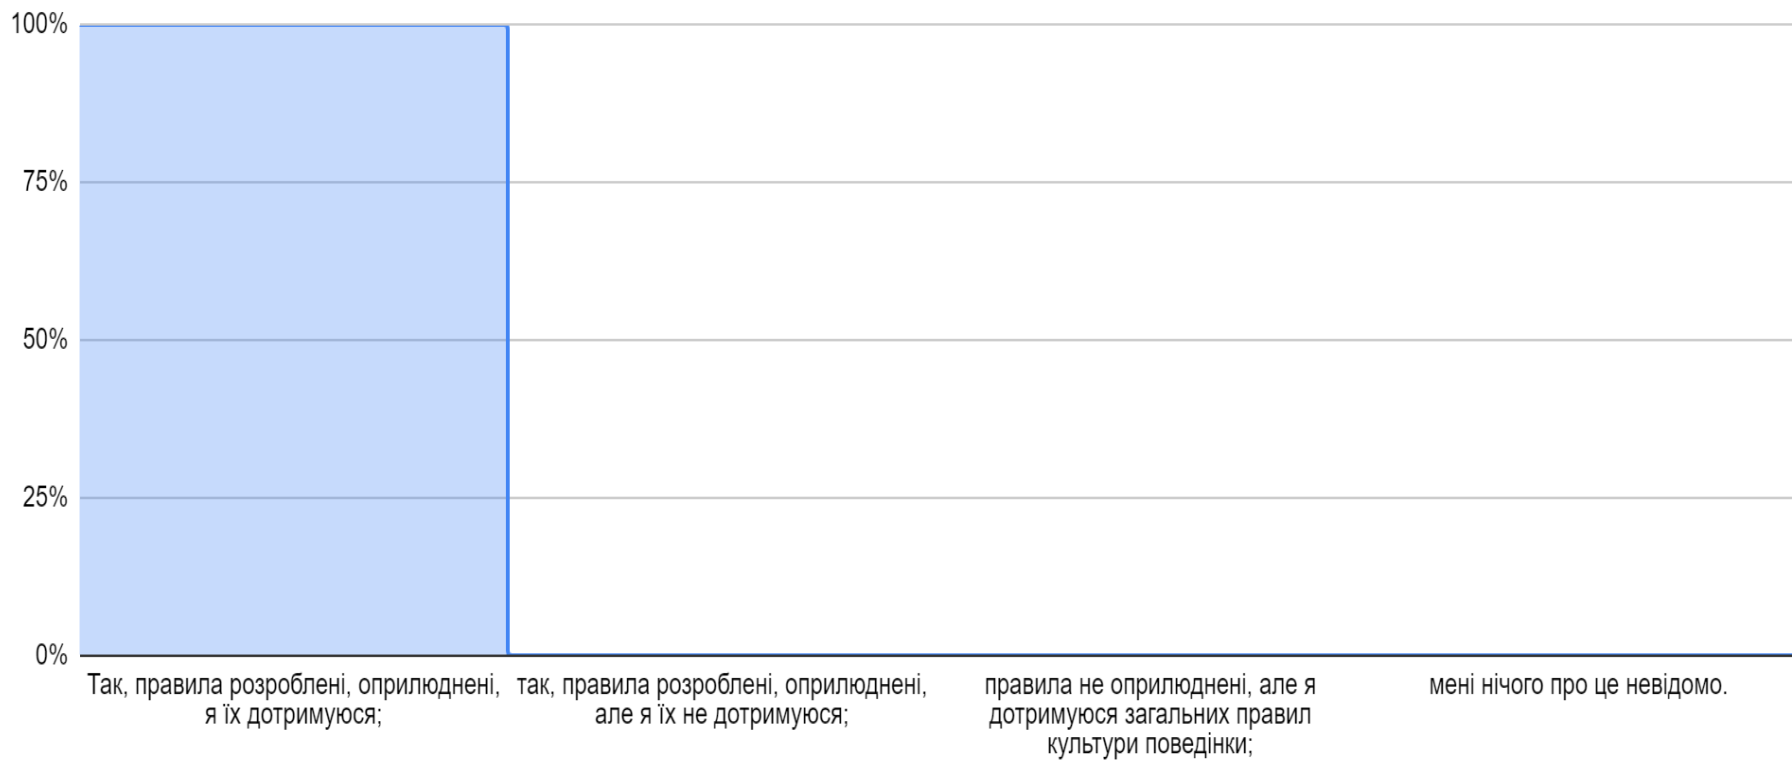 100%
75%
50%
25%
0%
Так, правила розроблені, оприлюднені,
я їх дотримуюся;
так, правила розроблені, оприлюднені,
але я їх не дотримуюся;
правила не оприлюднені, але я
дотримуюся загальних правил
культури поведінки;
мені нічого про це невідомо.